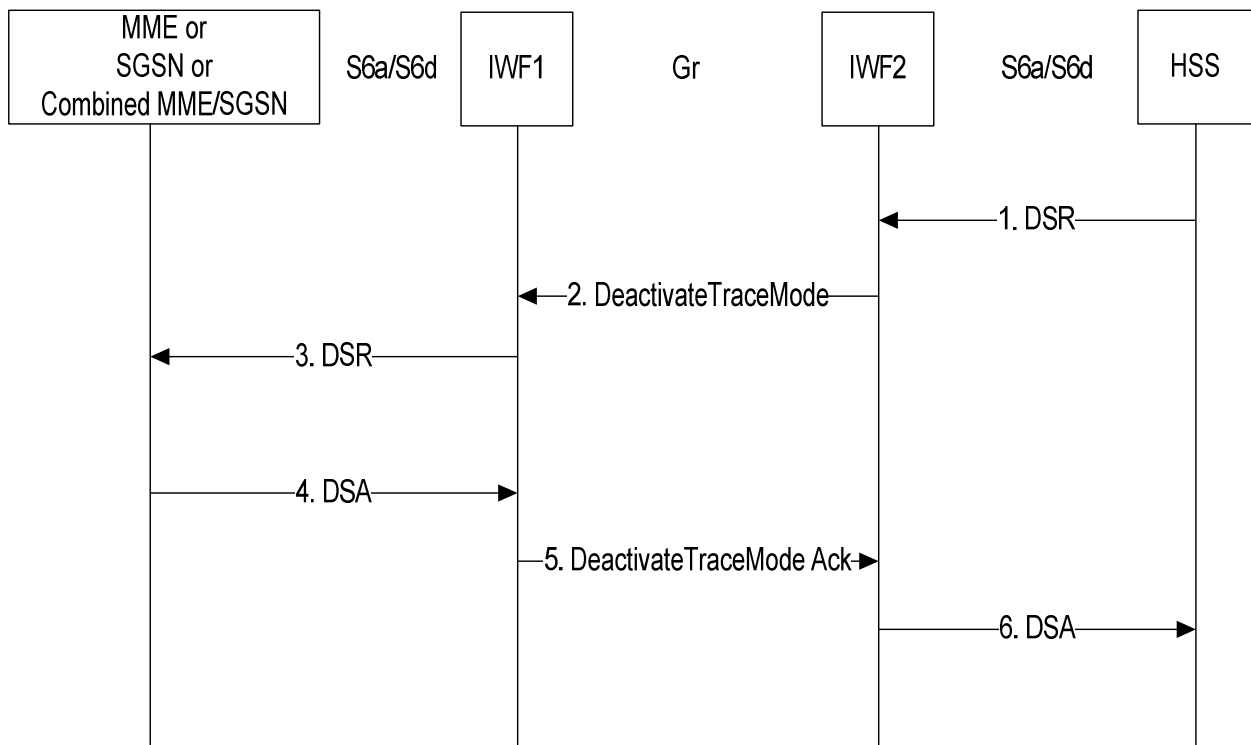 MME or
SGSN or
Combined MME/SGSN
S6a/S6d
IWF1
Gr
IWF2
S6a/S6d
HSS
1. DSR
2. DeactivateTraceMode
3. DSR
4. DSA
5. DeactivateTraceMode Ack
6. DSA